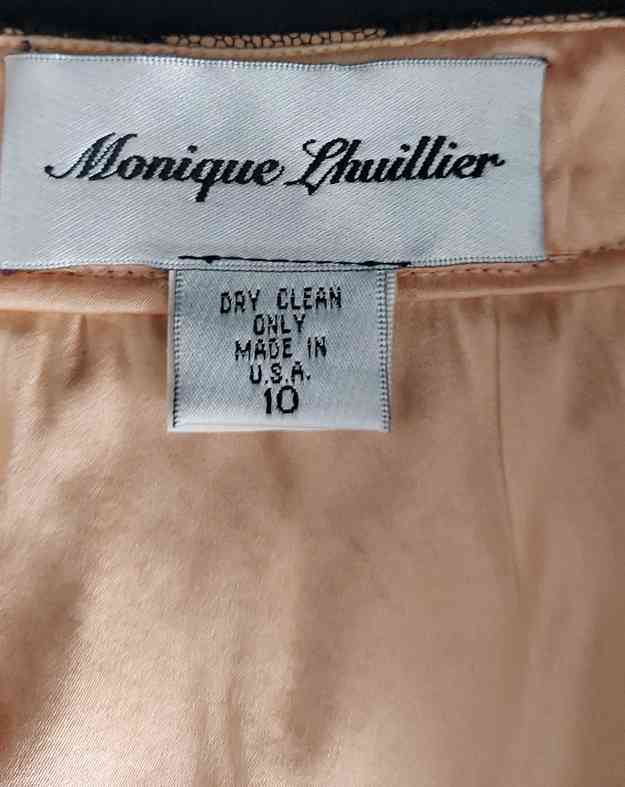 Monique Lhuillier
DRY CLEAN
ONLY
MADE IN
U.S.A.
10